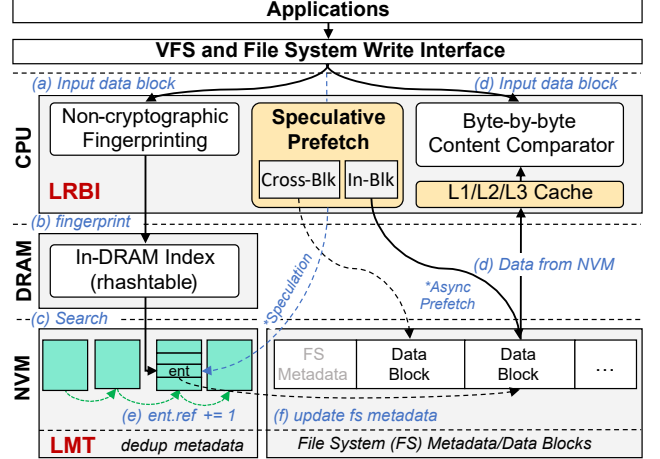 Applications
VFS and File System Write Interface
(a) Input data block
(d) Input data block
CPU
Non-cryptographic
Fingerprinting
LRBI
Speculative
Prefetch
Cross-Blk
In-Blk
Byte-by-byte
Content Comparator
L1/L2/L3 Cache
(b) fingerprint
DRAM
In-DRAM Index
(rhashtable)
*Speculation
(d) Data from NVM
*Async
Prefetch
(c) Search
NVM
ent
FS
Metadata
Data
Block
Data
Block
...
(e) ent.ref += 1
(f) update fs metadata
LMT
dedup metadata
File System (FS) Metadata/Data Blocks